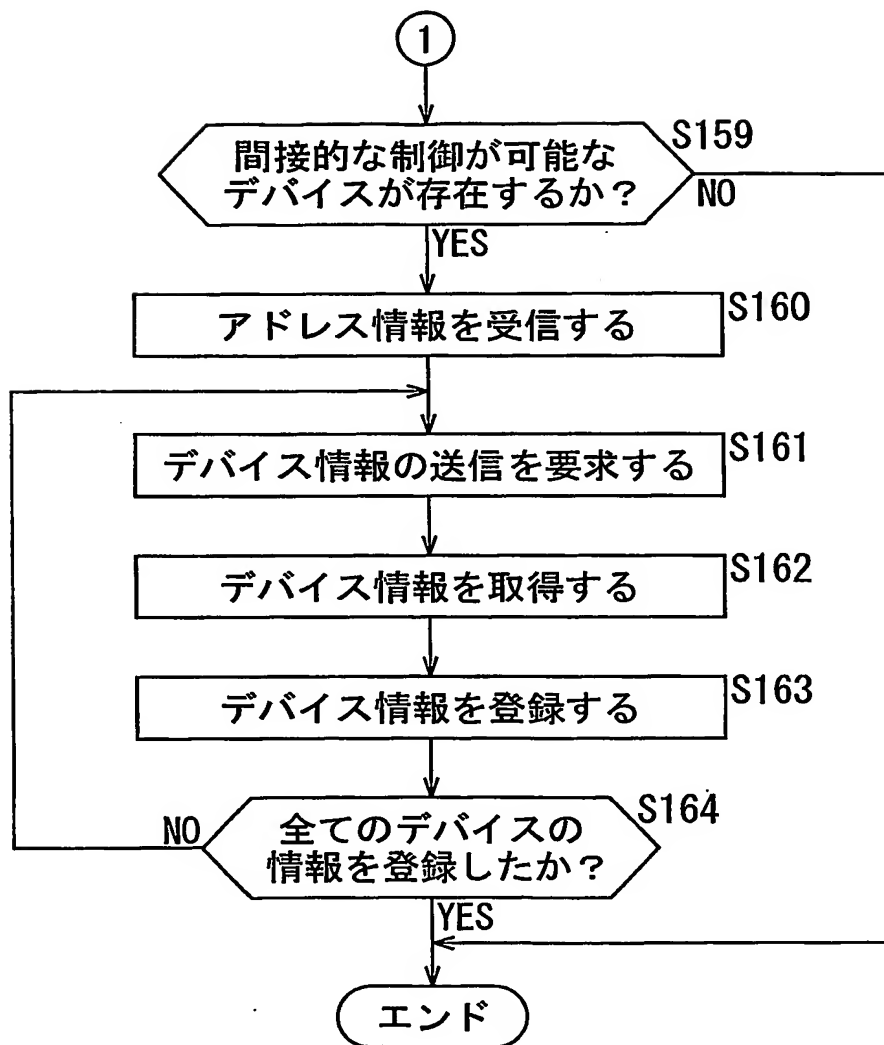 1
間接的な制御が可能な
デバイスが存在するか?
S159
NO
YES
アドレス情報を受信する
S160
デバイス情報の送信を要求する
S161
デバイス情報を取得する
S162
デバイス情報を登録する
S163
全てのデバイスの
情報を登録したか?
S164
NO
YES
エンド